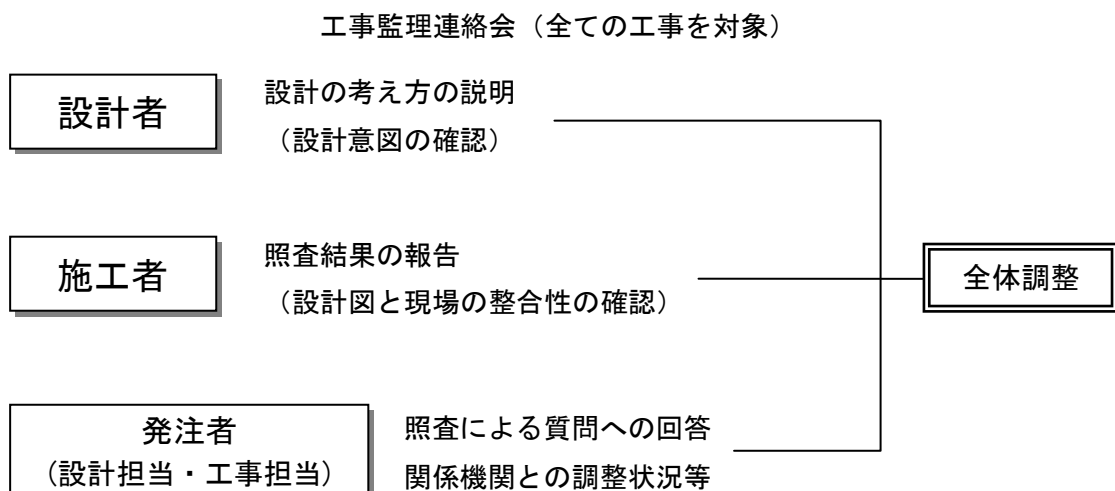 工事監理連絡会（全ての工事を対象）
設計者
設計の考え方の説明
（設計意図の確認）
施工者
照査結果の報告
（設計図と現場の整合性の確認）
全体調整
発注者
（設計担当・工事担当）
照査による質問への回答
関係機関との調整状況等